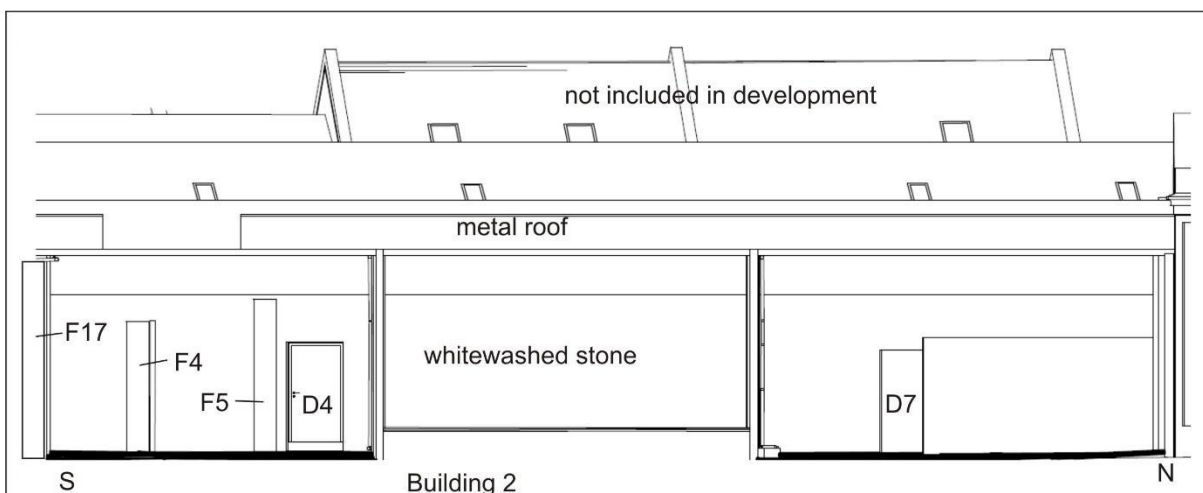 not included in development
metal roof
F17
F4
whitewashed stone
F5
D4
D7
S
Building 2
N